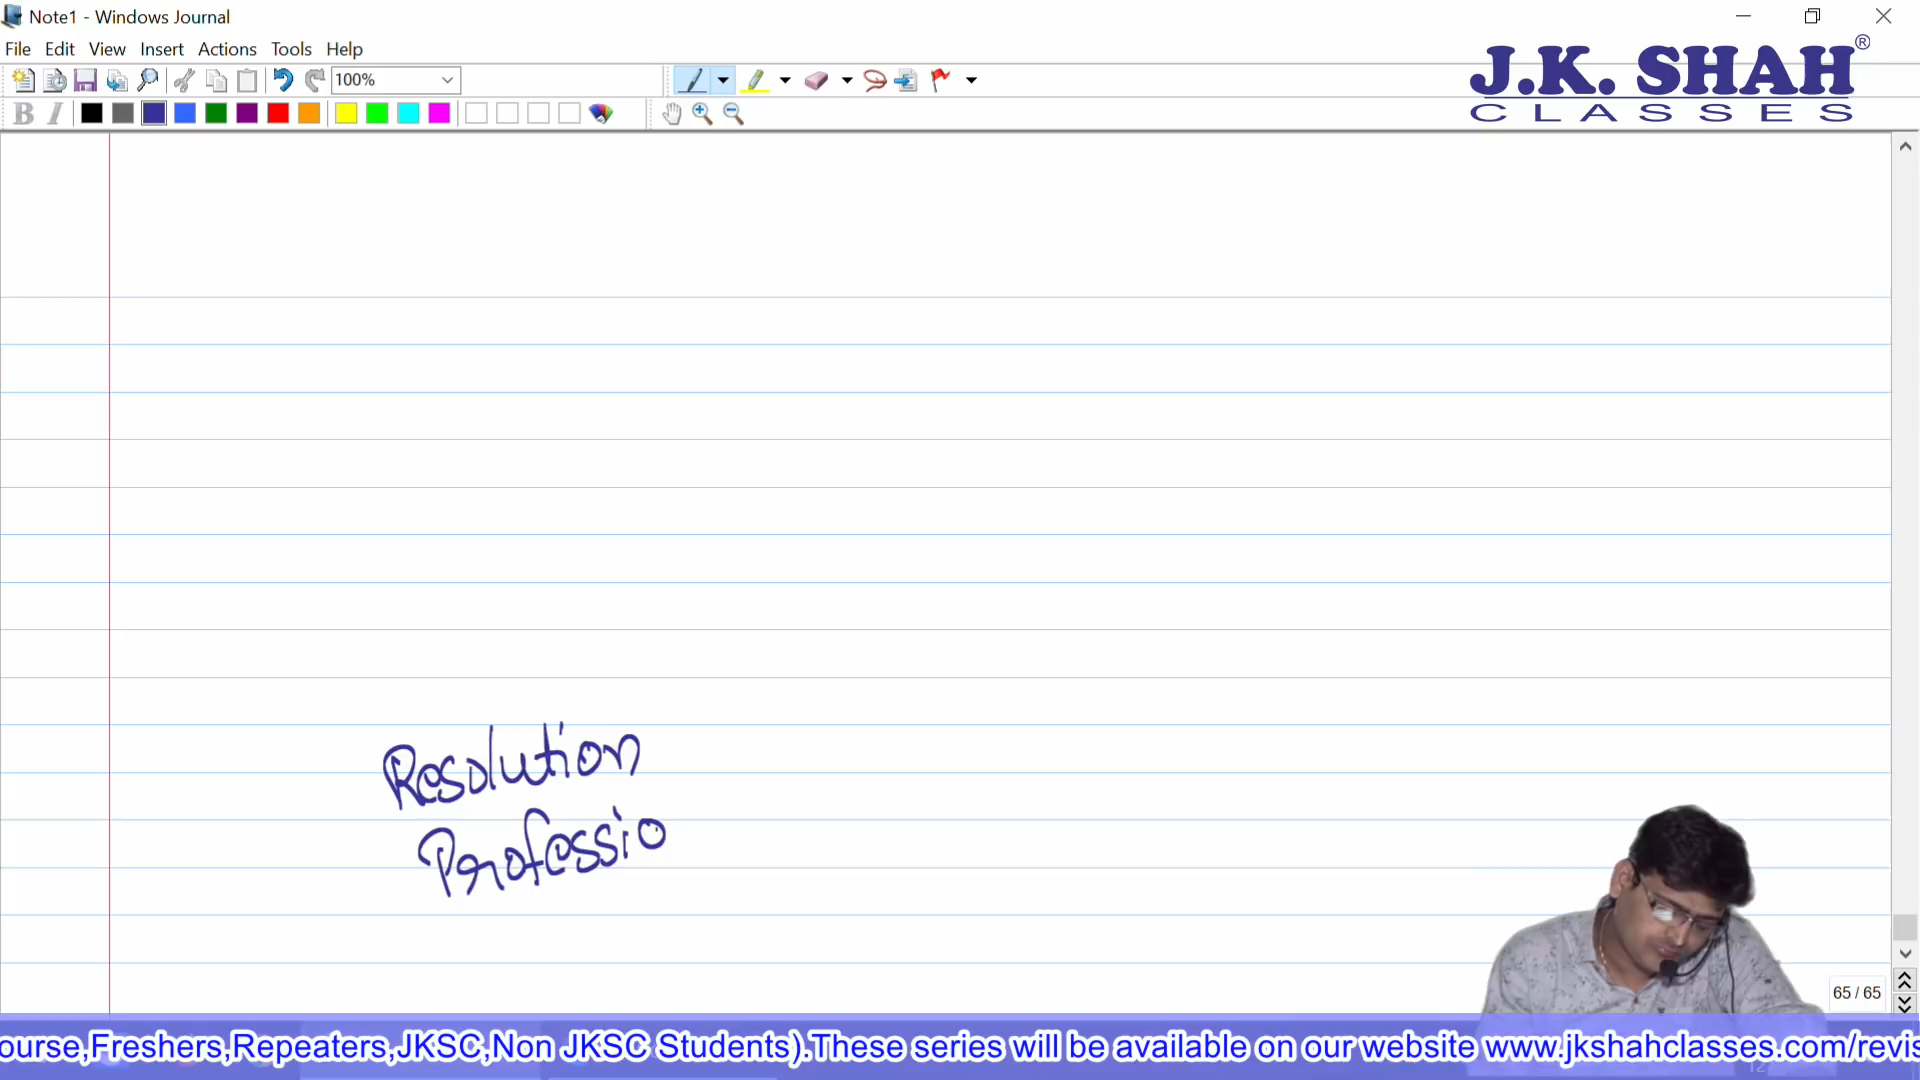 Note1 - Windows Journal
File Edit View Insert Actions Tools Help
100%
B I
J.K. SHAH®
CLASSES
Resolution
Professio
65 / 65
ourse,Freshers,Repeaters,JKSC,Non JKSC Students).These series will be available on our website www.jkshahclasses.com/revis